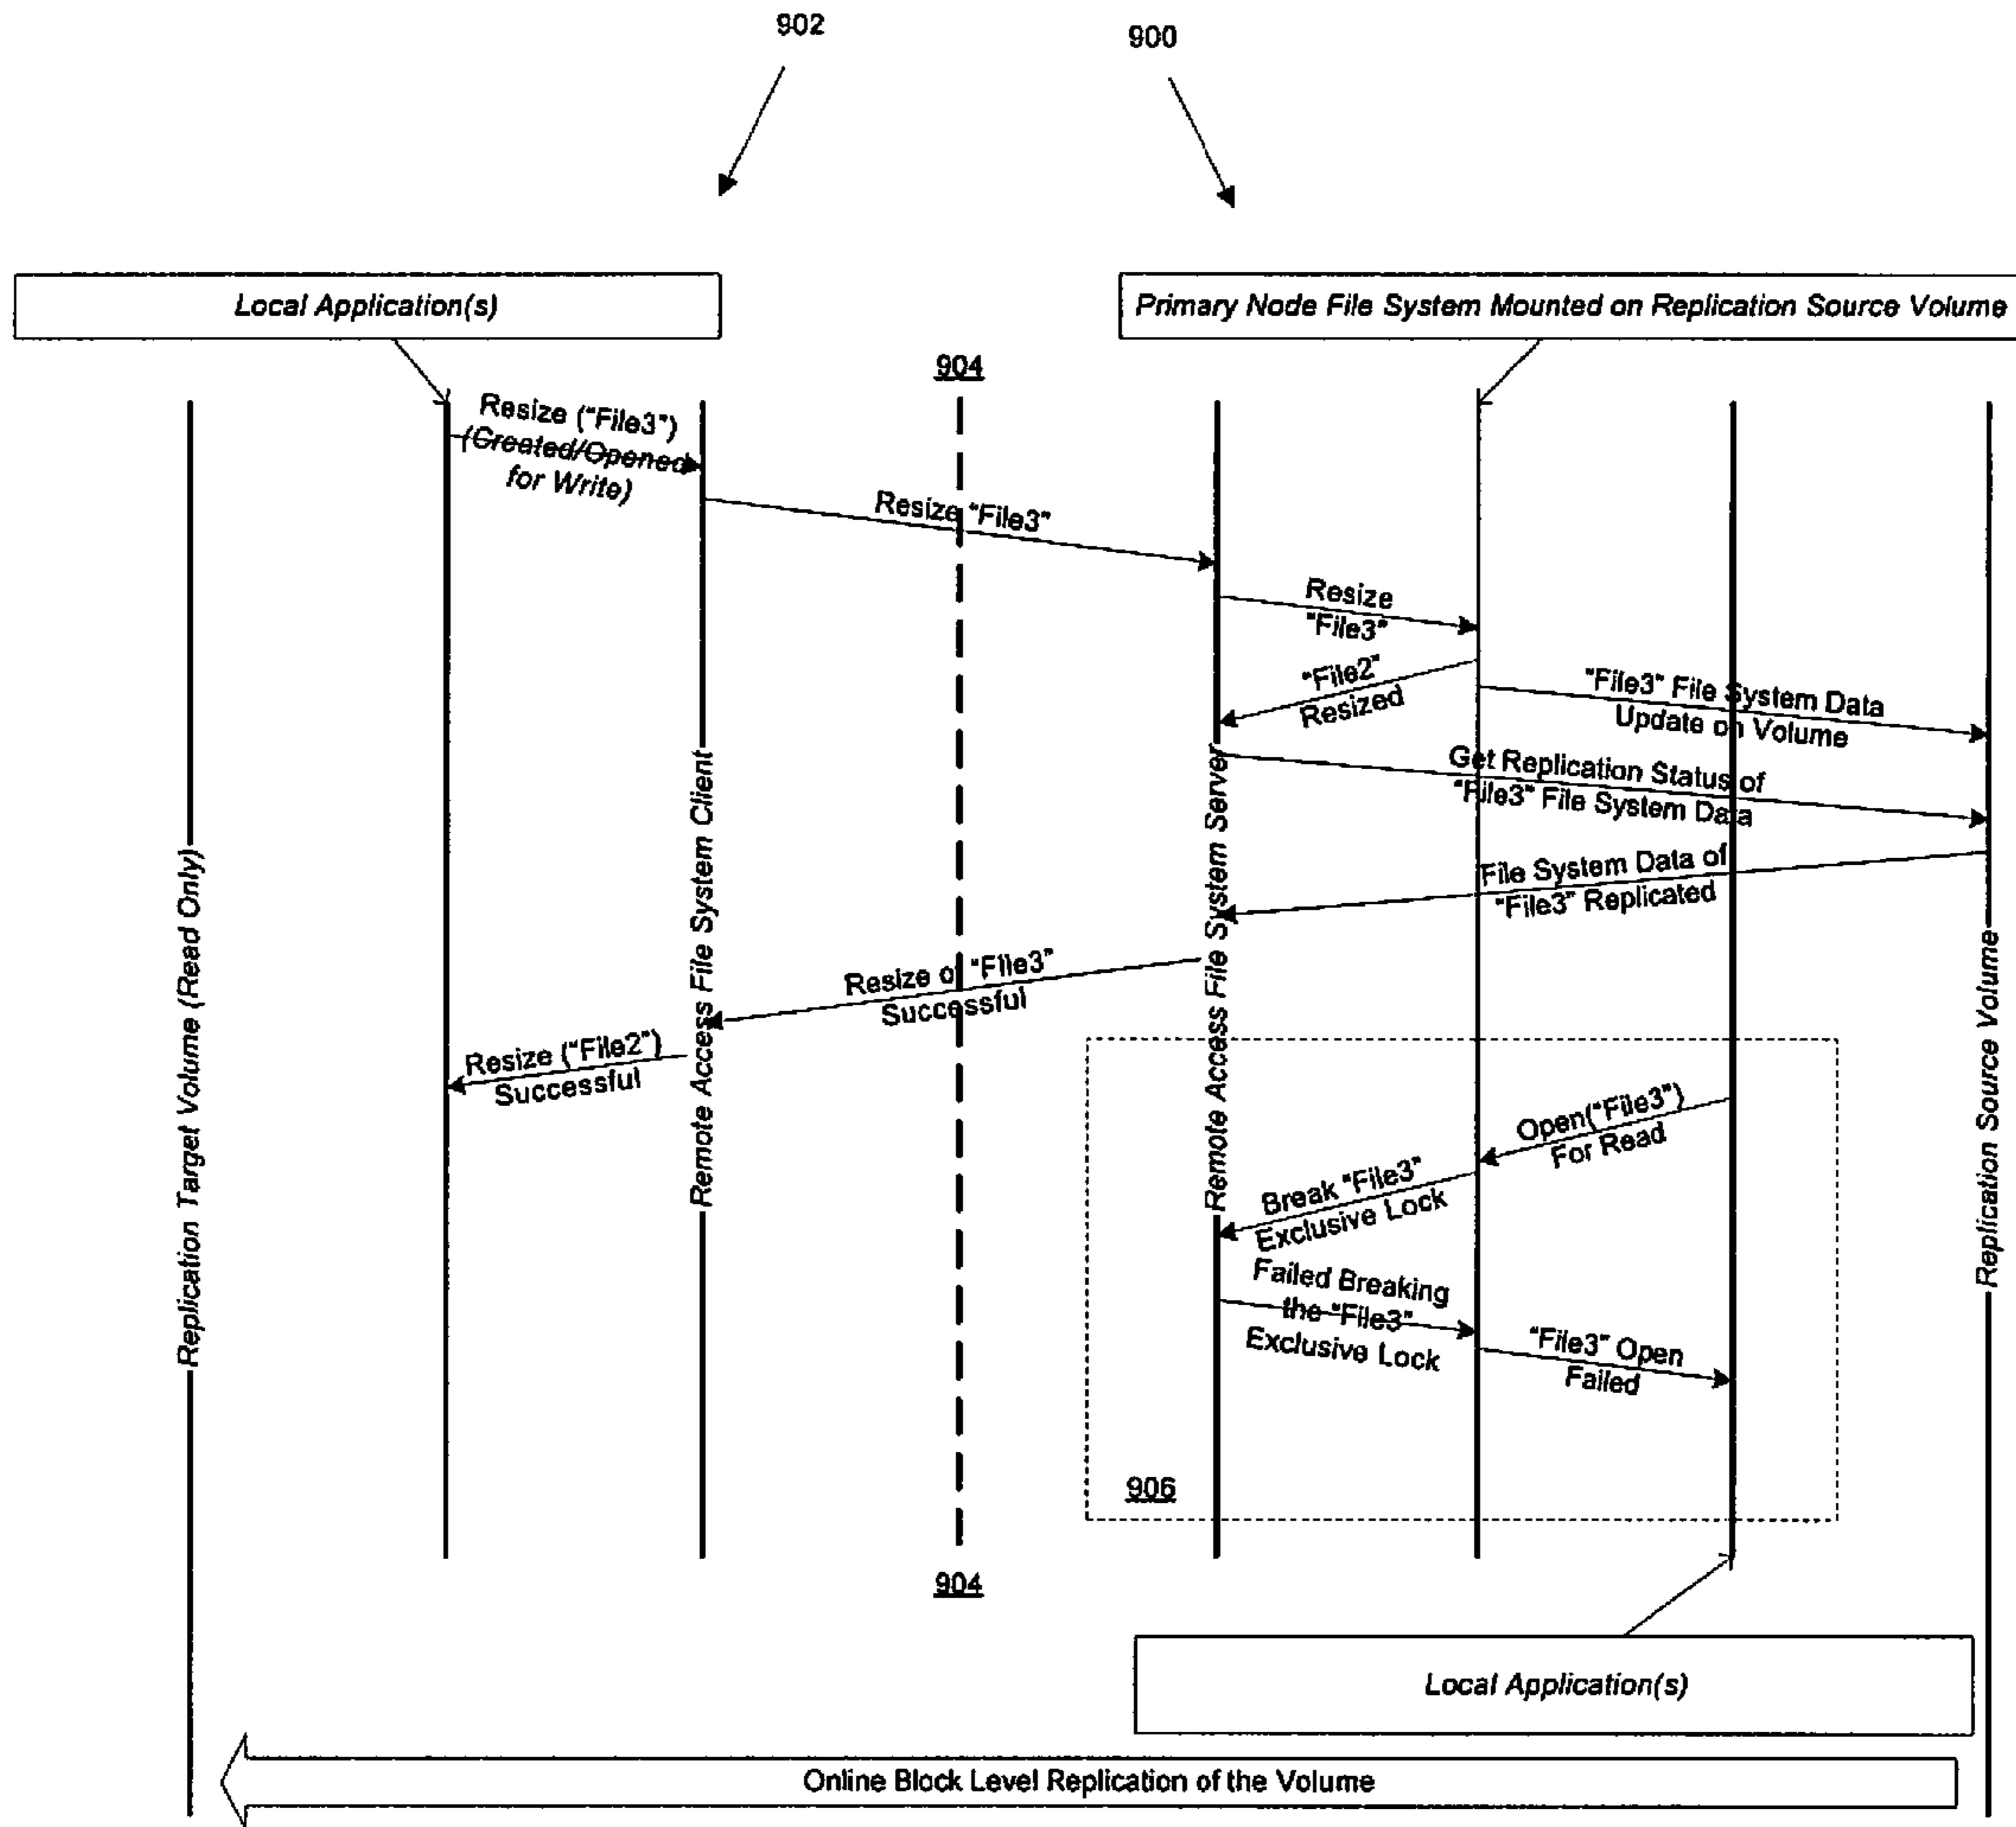 902
900
Local Application(s)
Primary Node File System Mounted on Replication Source Volume
904
Resize ("File3")
(Created/Opened
for Write)
Resize "File3"
Resize
"File3"
"File2"
Resized
"File3" File System Data
Update on Volume
Get Replication Status of
"File3" File System Data
File System Data of
"File3" Replicated
Resize of "File3"
Successful
Resize ("File2")
Successful
Replication Target Volume (Read Only)
Remote Access File System Client
Remote Access File System Server
Replication Source Volume
Open("File3")
For Read
Break "File3"
Exclusive Lock
Failed Breaking
the "File3"
Exclusive Lock
"File3" Open
Failed
906
904
Local Application(s)
Online Block Level Replication of the Volume